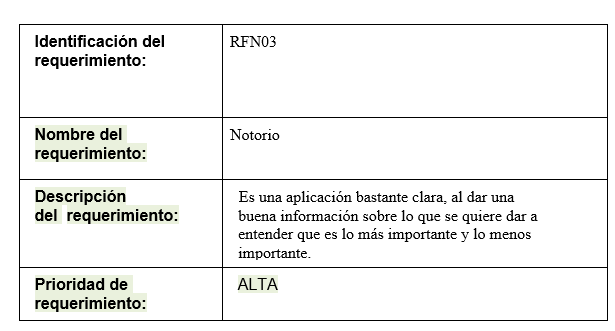 Identificación del
requerimiento:
RFN03
Nombre del
requerimiento:
Notorio
Descripción
del requerimiento:
Es una aplicación bastante clara, al dar una
buena información sobre lo que se quiere dar a
entender que es lo más importante y lo menos
importante.
Prioridad de
requerimiento:
ALTA